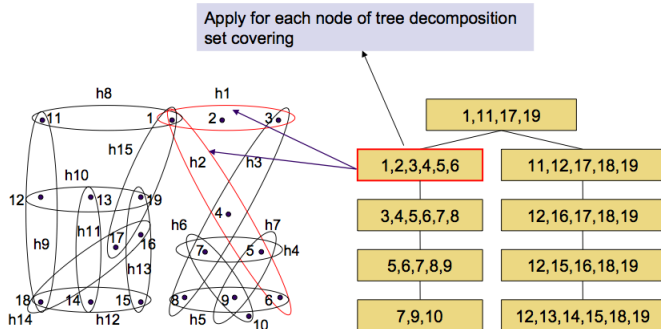 Apply for each node of tree decomposition
set covering
h8
h1
11
1
2
3
h15
h2
h3
h10
12
13
19
4
h11
17
16
h6
h7
h9
7
5
h4
h13
18
14
15
8
9
6
h14
h12
h5
10
1,11,17,19
1,2,3,4,5,6
11,12,17,18,19
3,4,5,6,7,8
12,16,17,18,19
5,6,7,8,9
12,15,16,18,19
7,9,10
12,13,14,15,18,19